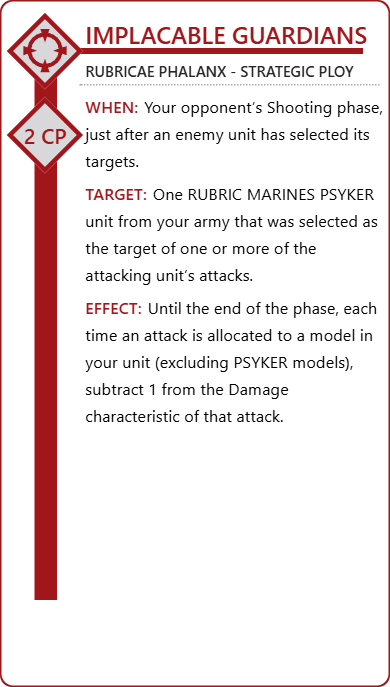 IMPLACABLE GUARDIANS
RUBRICAE PHALANX - STRATEGIC PLOY
2 CP
WHEN: Your opponent's Shooting phase,
just after an enemy unit has selected its
targets.
TARGET: One RUBRIC MARINES PSYKER
unit from your army that was selected as
the target of one or more of the
attacking unit's attacks.
EFFECT: Until the end of the phase, each
time an attack is allocated to a model in
your unit (excluding PSYKER models),
subtract 1 from the Damage
characteristic of that attack.